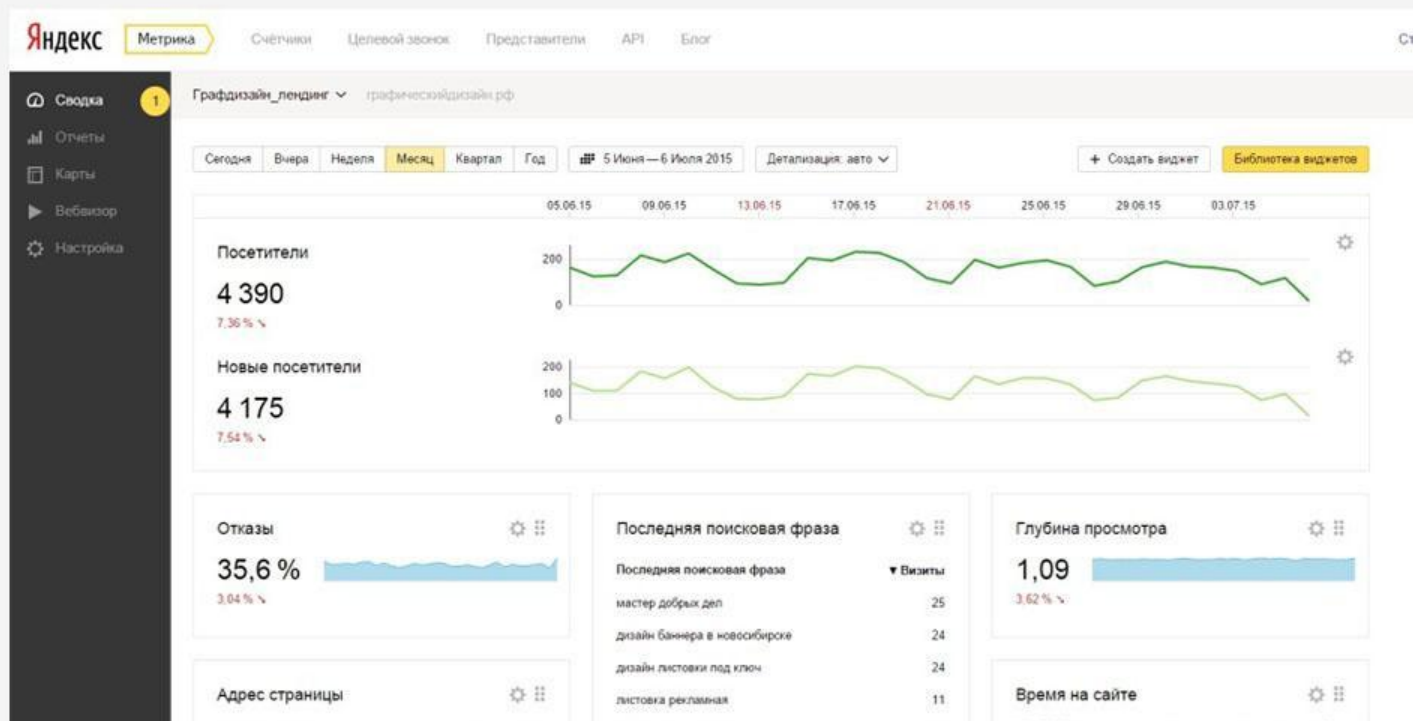 Яндекс Метрика Счётчики Целевой звонок Представители API Блог Ст
Сводка 1
Отчеты
Карты
Вебвизор
Настройка
Графдизайн_лендинг графическийдизайн.рф
Сегодня Вчера Неделя Месяц Квартал Год 5 Июня — 6 Июля 2015 Детализация: авто + Создать виджет Библиотека виджетов
05.06.15 09.06.15 13.06.15 17.06.15 21.06.15 25.06.15 29.06.15 03.07.15
Посетители
4 390
7,36 %
200
0
Новые посетители
4 175
7,54 %
200
100
0
Отказы
35,6 %
3,04 %
Последняя поисковая фраза
Последняя поисковая фраза ▼ Визиты
мастер добрых дел 25
дизайн баннера в новосибирске 24
дизайн листовки под ключ 24
листовка рекламная 11
Глубина просмотра
1,09
3,62 %
Адрес страницы
Время на сайте